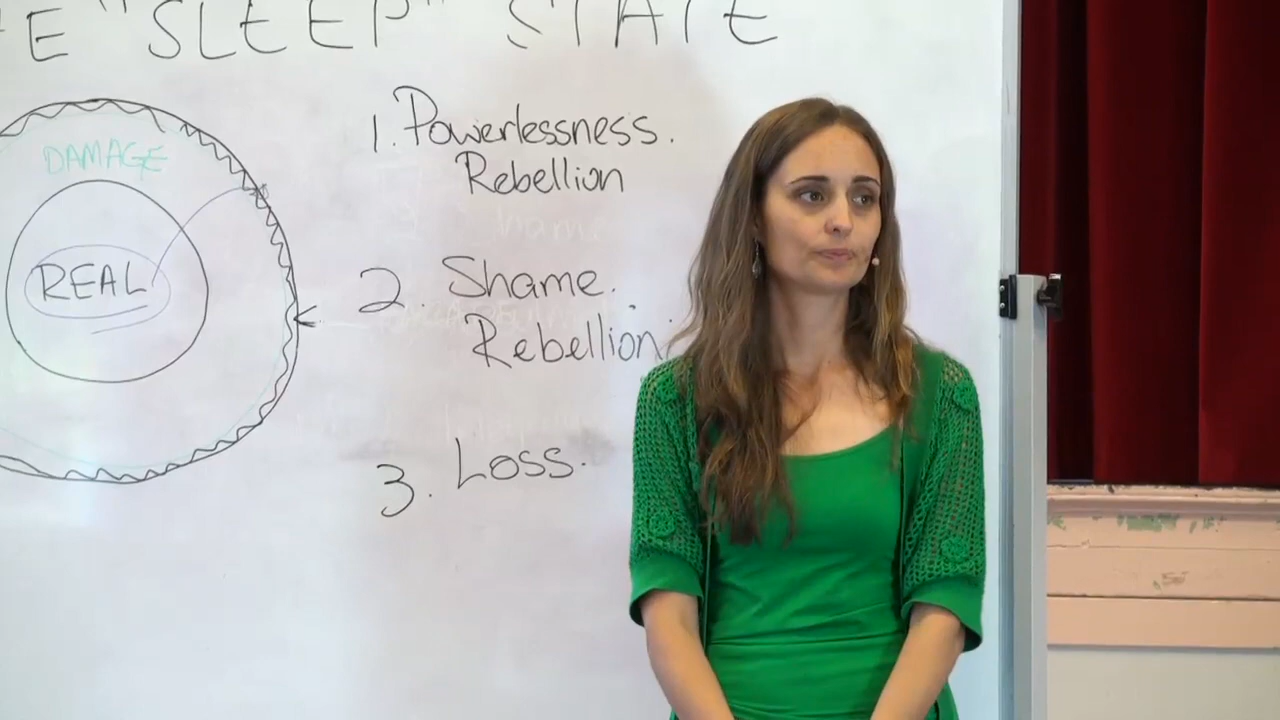 E "SLEEP" STATE
DAMAGE
REAL
1. Powerlessness.
Rebellion
2. Shame.
Rebellion.
3. Loss.